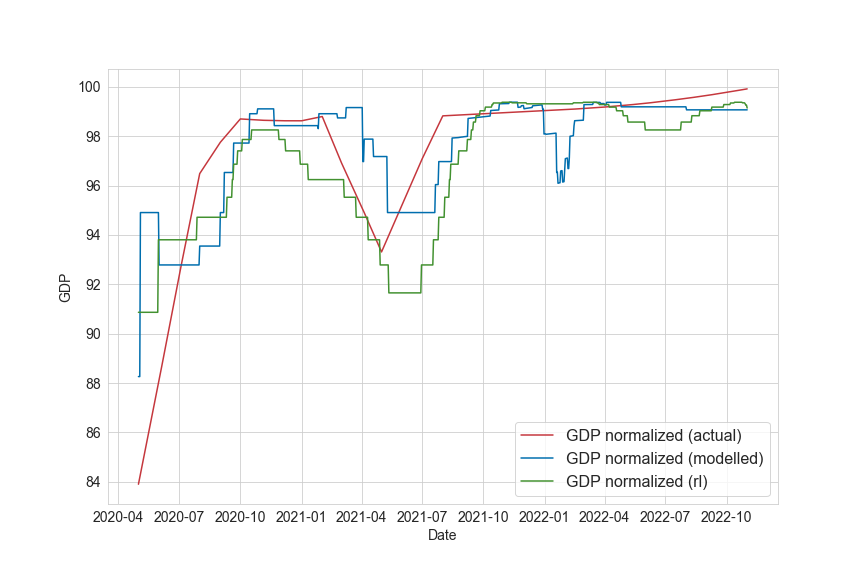 100
98
96
94
92
90
88
86
84
GDP
GDP normalized (actual)
GDP normalized (modelled)
GDP normalized (rl)
2020-04 2020-07 2020-10 2021-01 2021-04 2021-07 2021-10 2022-01 2022-04 2022-07 2022-10
Date